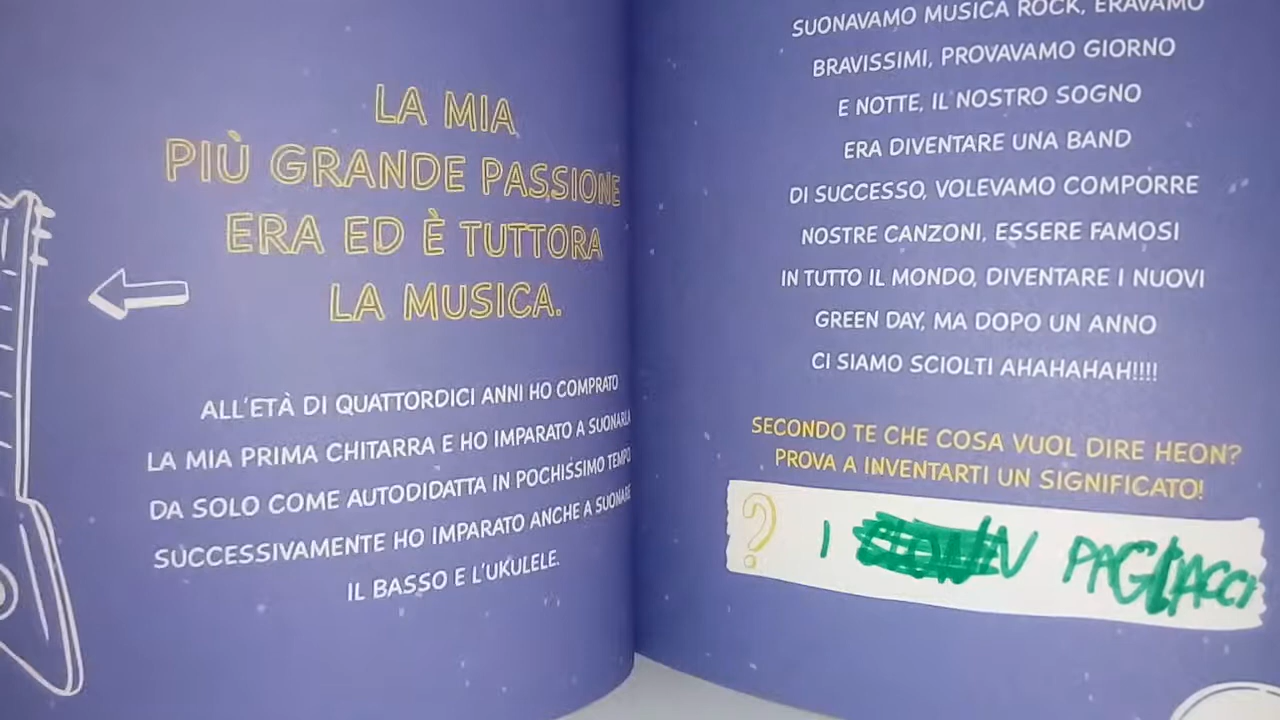 LA MIA
PIÙ GRANDE PASSIONE
ERA ED È TUTTORA
LA MUSICA.
ALL'ETÀ DI QUATTORDICI ANNI HO COMPRATO
LA MIA PRIMA CHITARRA E HO IMPARATO A SUONARLA
DA SOLO COME AUTODIDATTA IN POCHISSIMO TEMPO
SUCCESSIVAMENTE HO IMPARATO ANCHE A SUONARE
IL BASSO E L'UKULELE.
SUONAVAMO MUSICA ROCK, ERAVAMO
BRAVISSIMI, PROVAVAMO GIORNO
E NOTTE, IL NOSTRO SOGNO
ERA DIVENTARE UNA BAND
DI SUCCESSO, VOLEVAMO COMPORRE
NOSTRE CANZONI, ESSERE FAMOSI
IN TUTTO IL MONDO, DIVENTARE I NUOVI
GREEN DAY, MA DOPO UN ANNO
CI SIAMO SCIOLTI AHAHAHAH!!!!
SECONDO TE CHE COSA VUOL DIRE HEON?
PROVA A INVENTARTI UN SIGNIFICATO!
? I PAGLIACCI